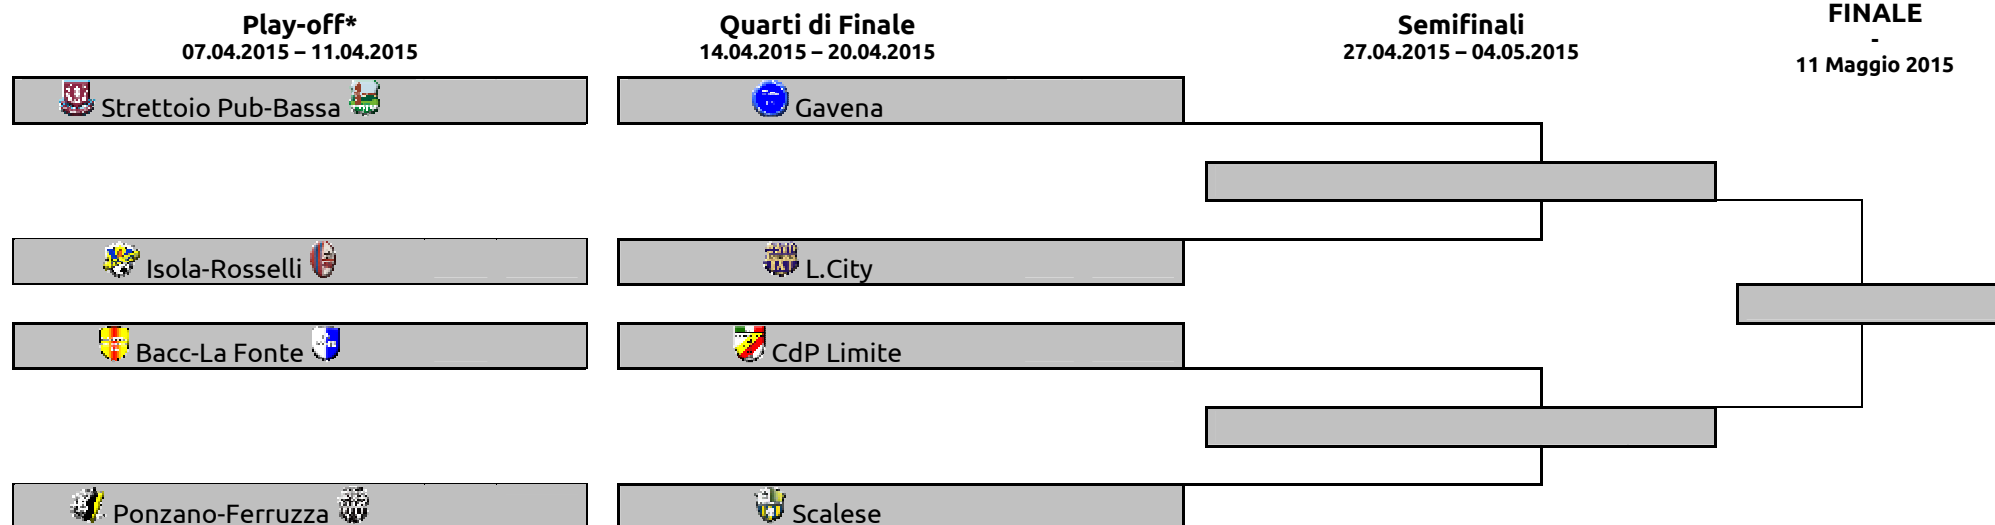 Play-off*
07.04.2015 – 11.04.2015
Quarti di Finale
14.04.2015 – 20.04.2015
Semifinali
27.04.2015 – 04.05.2015
FINALE
-
11 Maggio 2015
Strettoio Pub-Bassa
Gavena
Isola-Rosselli
L.City
Bacc-La Fonte
CdP Limite
Ponzano-Ferruzza
Scalese